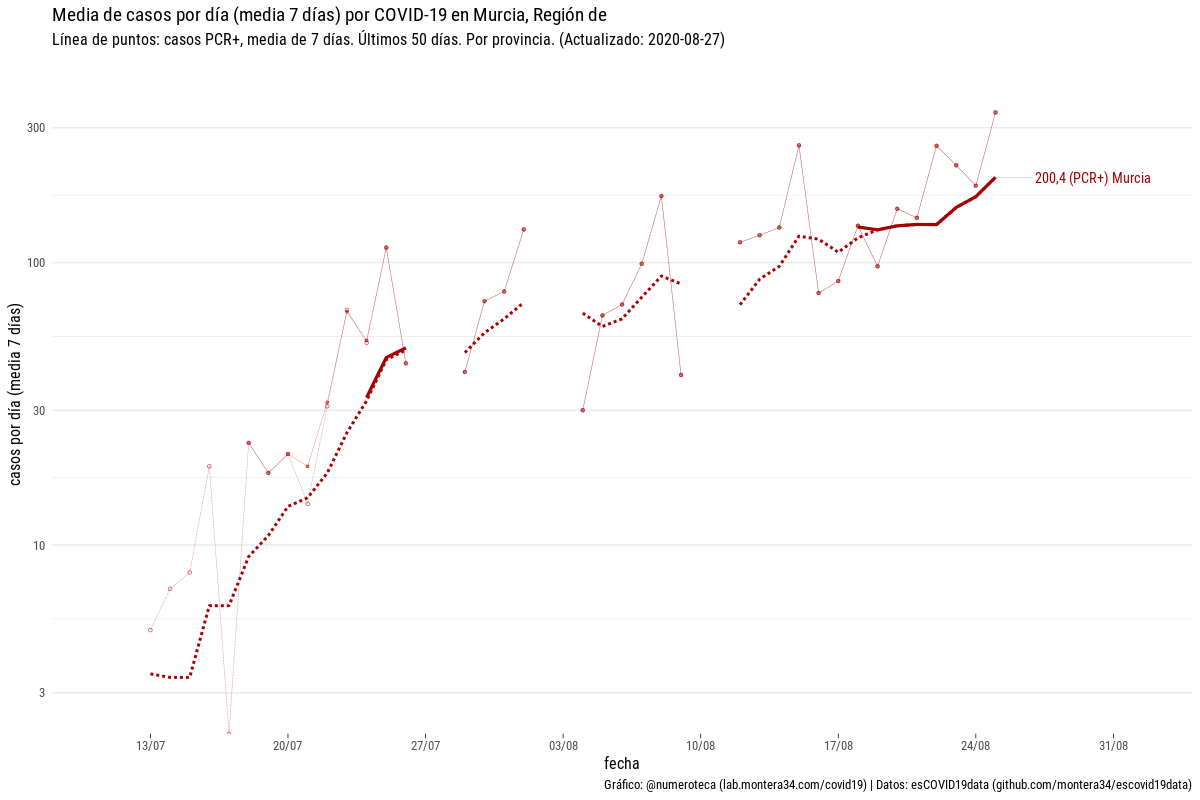 Media de casos por día (media 7 días) por COVID-19 en Murcia, Región de
Línea de puntos: casos PCR+, media de 7 días. Últimos 50 días. Por provincia. (Actualizado: 2020-08-27)
casos por día (media 7 días)
300
100
30
10
3
200,4 (PCR+) Murcia
13/07
20/07
27/07
03/08
10/08
17/08
24/08
31/08
fecha
Gráfico: @numeroteca (lab.montera34.com/covid19) | Datos: esCOVID19data (github.com/montera34/escovid19data)